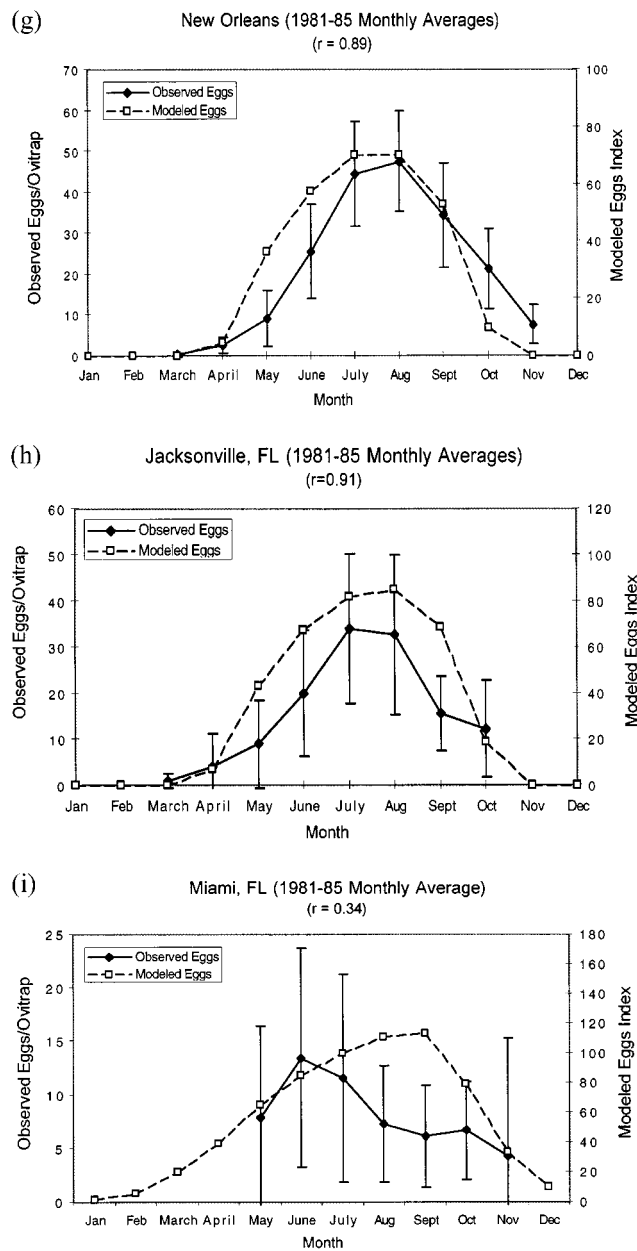 (g)
New Orleans (1981-85 Monthly Averages)
(r = 0.89)
Observed Eggs
Modeled Eggs
Observed Eggs/Ovitrap
70
60
50
40
30
20
10
0
Modeled Eggs Index
100
80
60
40
20
0
Jan Feb March April May June July Aug Sept Oct Nov Dec
Month
(h)
Jacksonville, FL (1981-85 Monthly Averages)
(r=0.91)
Observed Eggs
Modeled Eggs
Observed Eggs/Ovitrap
60
50
40
30
20
10
0
Modeled Eggs Index
120
100
80
60
40
20
0
Jan Feb March April May June July Aug Sept Oct Nov Dec
Month
(i)
Miami, FL (1981-85 Monthly Average)
(r = 0.34)
Observed Eggs
Modeled Eggs
Observed Eggs/Ovitrap
25
20
15
10
5
0
Modeled Eggs Index
180
160
140
120
100
80
60
40
20
0
Jan Feb March April May June July Aug Sept Oct Nov Dec
Month